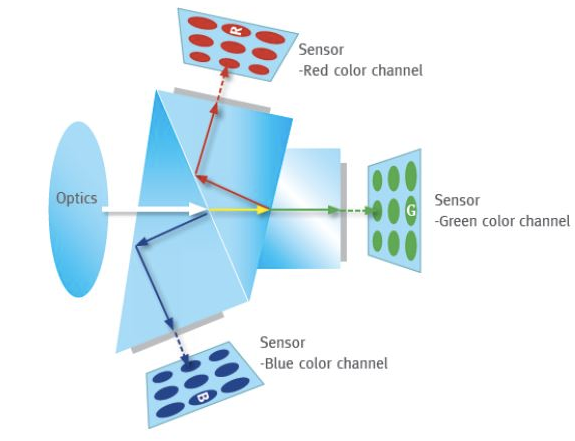 R
Sensor
-Red color channel
Optics
G
Sensor
-Green color channel
Sensor
-Blue color channel
B